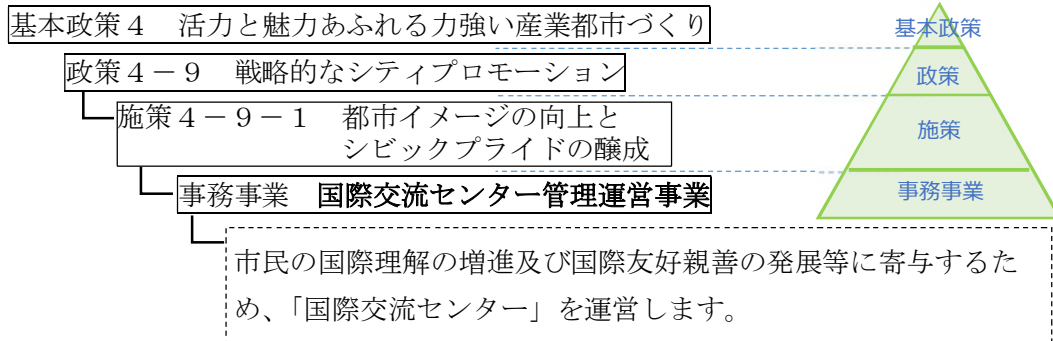 基本政策４　活力と魅力あふれる力強い産業都市づくり
政策４－９　戦略的なシティプロモーション
施策４－９－１　都市イメージの向上と
シビックプライドの醸成
事務事業　国際交流センター管理運営事業
市民の国際理解の増進及び国際友好親善の発展等に寄与するた
め、「国際交流センター」を運営します。
基本政策
政策
施策
事務事業